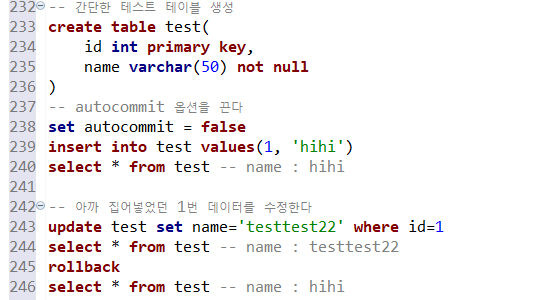 232 -- 간단한 테스트 테이블 생성
233 create table test(
234     id int primary key,
235     name varchar(50) not null
236 )
237 -- autocommit 옵션을 끈다
238 set autocommit = false
239 insert into test values(1, 'hihi')
240 select * from test -- name : hihi
241
242 -- 아까 집어넣었던 1번 데이터를 수정한다
243 update test set name='testtest22' where id=1
244 select * from test -- name : testtest22
245 rollback
246 select * from test -- name : hihi